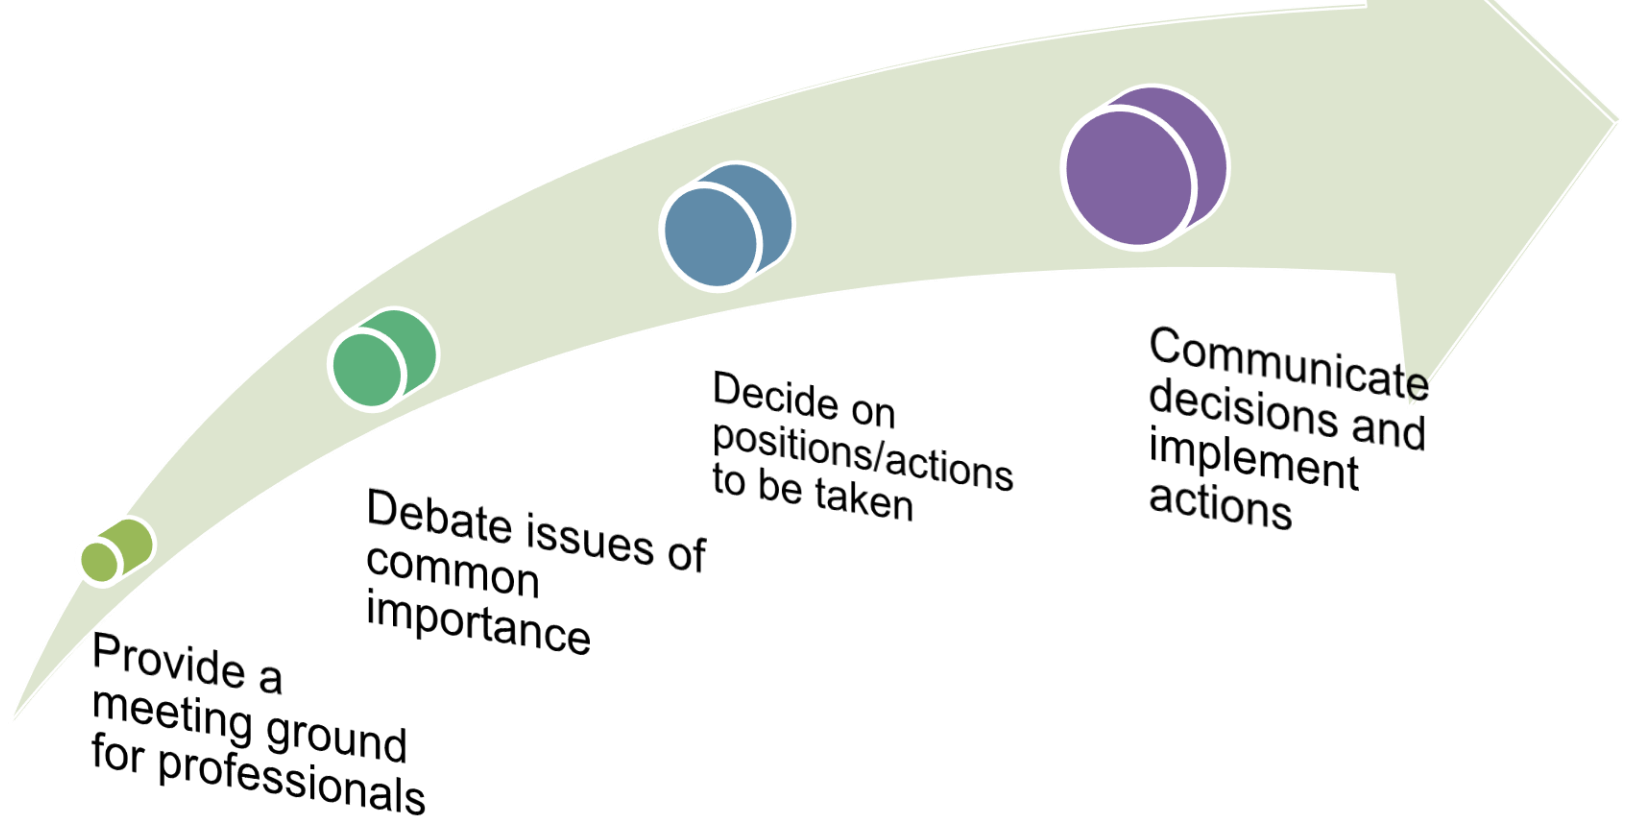 Provide a
meeting ground
for professionals
Debate issues of
common
importance
Decide on
positions/actions
to be taken
Communicate
decisions and
implement
actions